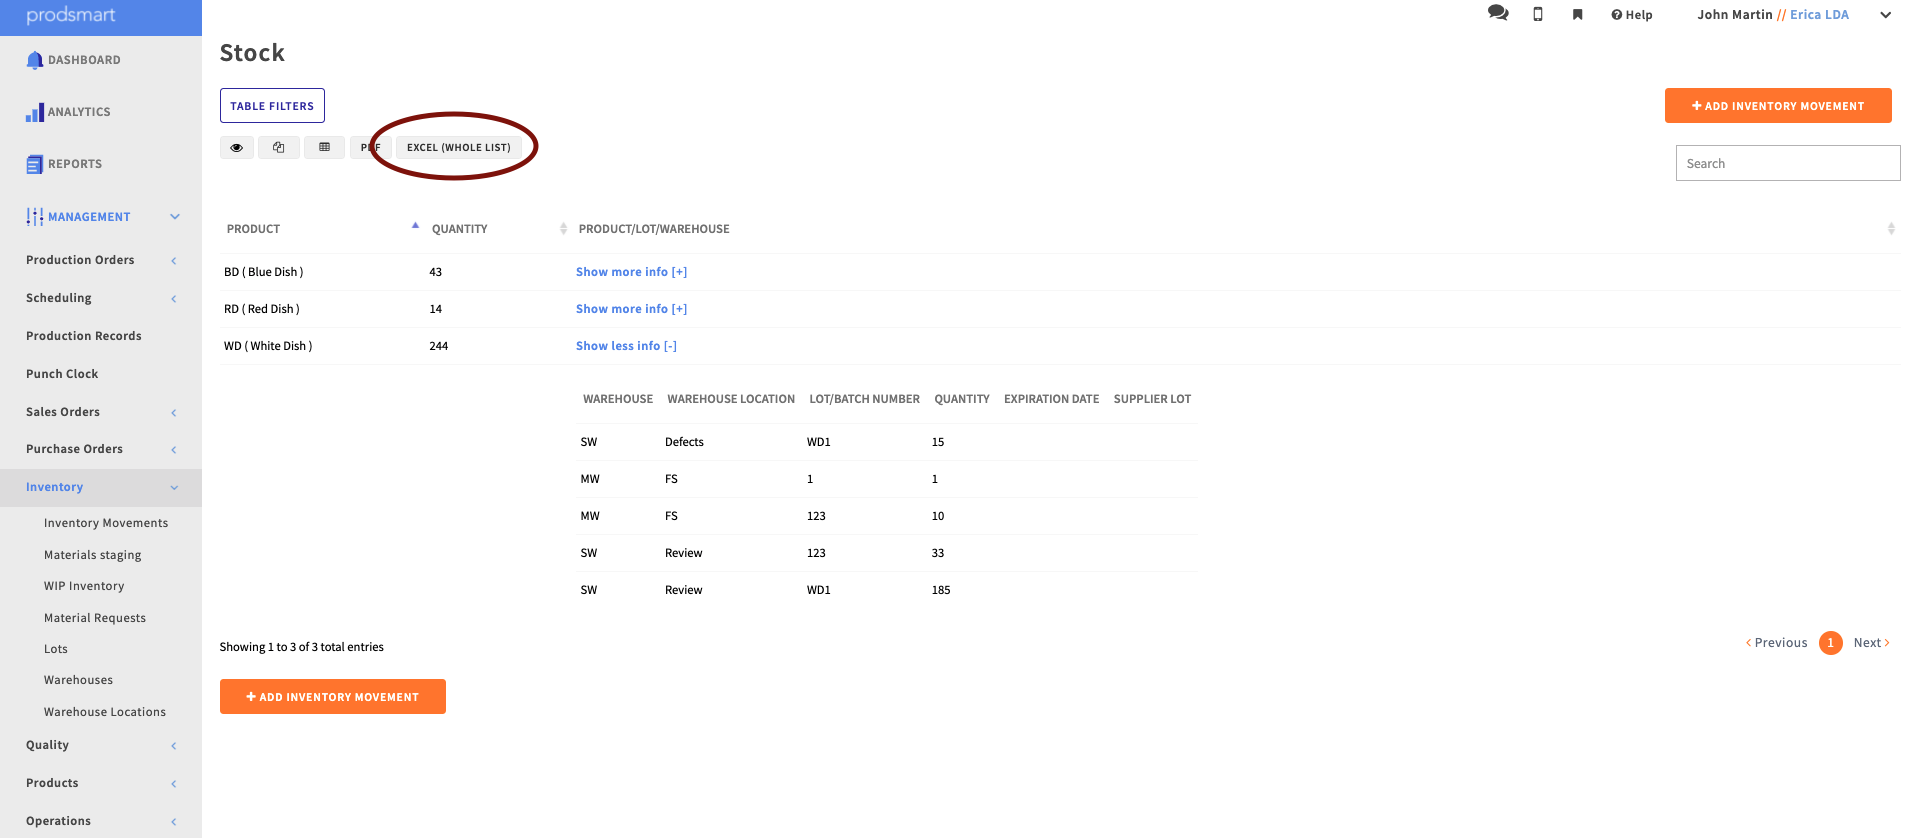 prodsmart
Help
John Martin // Erica LDA
DASHBOARD
ANALYTICS
REPORTS
MANAGEMENT
Production Orders
Scheduling
Production Records
Punch Clock
Sales Orders
Purchase Orders
Inventory
Inventory Movements
Materials staging
WIP Inventory
Material Requests
Lots
Warehouses
Warehouse Locations
Quality
Products
Operations
Stock
TABLE FILTERS
+ ADD INVENTORY MOVEMENT
PDF EXCEL (WHOLE LIST)
Search
PRODUCT QUANTITY PRODUCT/LOT/WAREHOUSE
BD ( Blue Dish ) 43 Show more info [+]
RD ( Red Dish ) 14 Show more info [+]
WD ( White Dish ) 244 Show less info [-]
WAREHOUSE WAREHOUSE LOCATION LOT/BATCH NUMBER QUANTITY EXPIRATION DATE SUPPLIER LOT
SW Defects WD1 15
MW FS 1 1
MW FS 123 10
SW Review 123 33
SW Review WD1 185
Showing 1 to 3 of 3 total entries
< Previous 1 Next >
+ ADD INVENTORY MOVEMENT